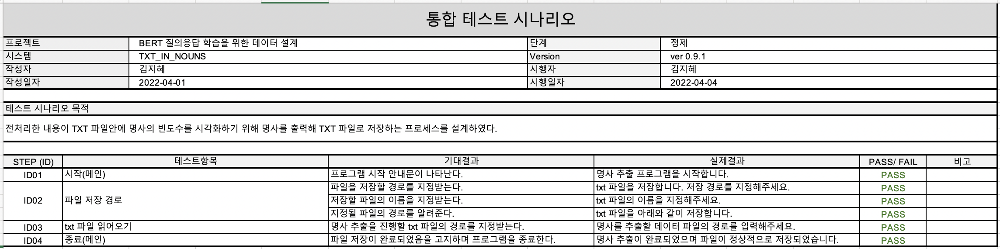 통합 테스트 시나리오
프로젝트 BERT 질의응답 학습을 위한 데이터 설계 단계 정제
시스템 TXT_IN_NOUNS Version ver 0.9.1
작성자 김지혜 시행자 김지혜
작성일자 2022-04-01 시행일자 2022-04-04
테스트 시나리오 목적
전처리한 내용이 TXT 파일안에 명사의 빈도수를 시각화하기 위해 명사를 출력해 TXT 파일로 저장하는 프로세스를 설계하였다.
STEP (ID) 테스트항목 기대결과 실제결과 PASS/ FAIL 비고
ID01 시작(메인) 프로그램 시작 안내문이 나타난다. 명사 추출 프로그램을 시작합니다. PASS
파일을 저장할 경로를 지정받는다. txt 파일을 저장합니다. 저장 경로를 지정해주세요. PASS
ID02 파일 저장 경로 저장할 파일의 이름을 지정받는다. txt 파일의 이름을 지정해주세요. PASS
지정될 파일의 경로를 알려준다. txt 파일을 아래와 같이 저장합니다. PASS
ID03 txt 파일 읽어오기 명사 추출을 진행할 txt 파일의 경로를 지정받는다. 명사를 추출할 데이터 파일의 경로를 입력해주세요. PASS
ID04 종료(메인) 파일 저장이 완료되었음을 고지하며 프로그램을 종료한다. 명사 추출이 완료되었으며 파일이 정상적으로 저장되었습니다. PASS